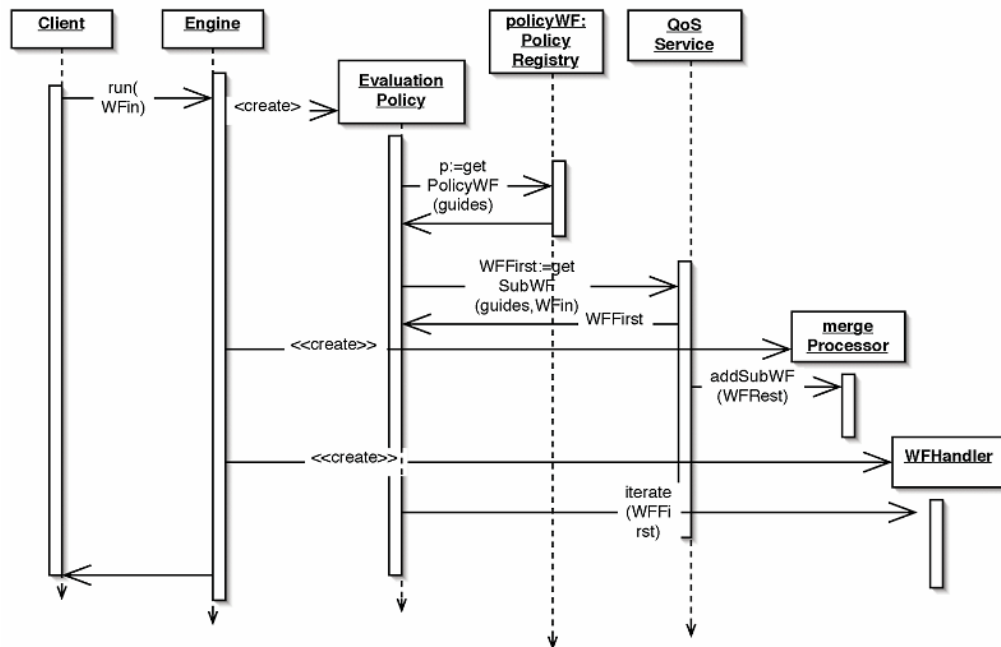 Client
Engine
policyWF:
Policy
Registry
QoS
Service
Evaluation
Policy
run(
WFin)
<create>
p:=get
PolicyWF
(guides)
WFFirst:=get
SubWF
(guides,WFin)
WFFirst
<<create>>
merge
Processor
addSubWF
(WFRest)
<<create>>
WFHandler
iterate
(WFFi
rst)